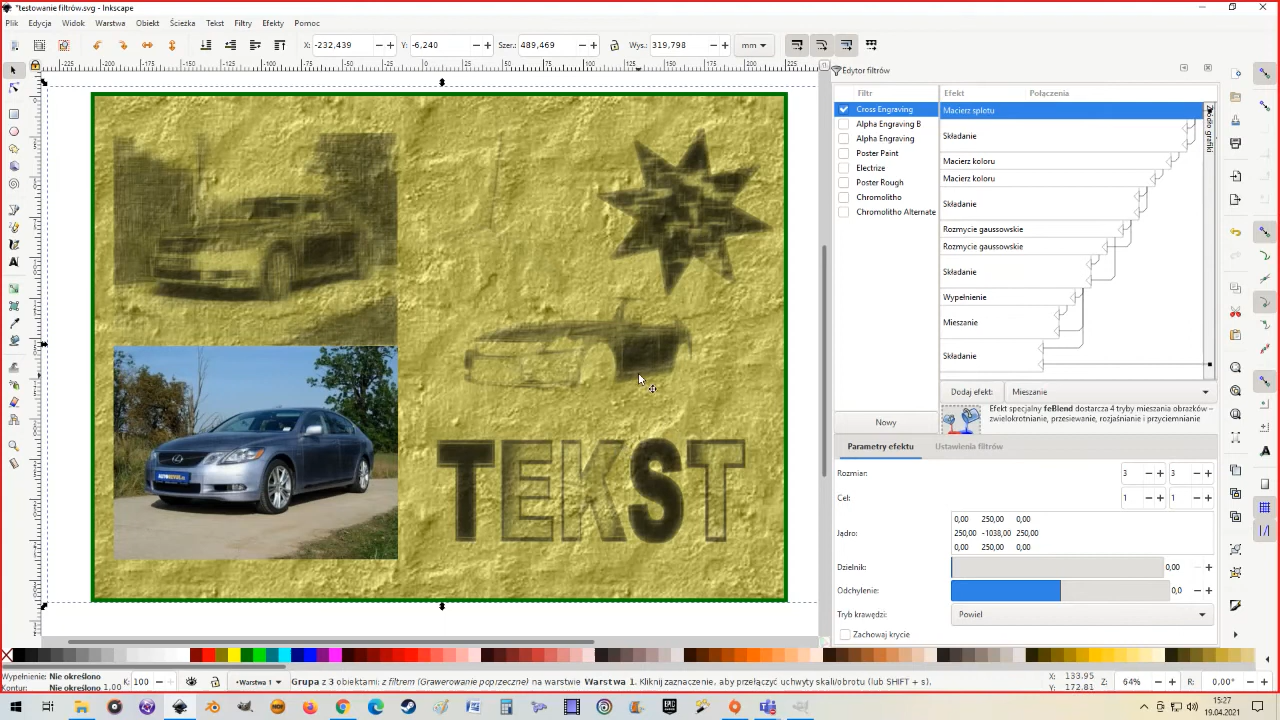 *testowanie filtrów.svg - Inkscape
Plik Edycja Widok Obiekt Ścieżka Tekst Filtry Efekty Pomoc
X: -232,439 Y: -6,240 Szer.: 489,469 Wys.: 319,798 mm
Edytor filtrów
Filtr Efekt Połączenia
Cross Engraving
Alpha Engraving B
Alpha Engraving
Poster Paint
Electrize
Poster Rough
Chromolitho
Chromolitho Alternate
Macierz splotu
Składanie
Macierz koloru
Macierz koloru
Składanie
Rozmycie gaussowskie
Rozmycie gaussowskie
Składanie
Wypełnienie
Mieszanie
Składanie
Źródło grafiki
Nowy
Dodaj efekt: Mieszanie
Efekt specjalny feBlend dostarcza 4 tryby mieszania obrazków –
zwielokrotnianie, przesiewanie, rozjaśnianie i przyciemnianie
Parametry efektu Ustawienia filtrów
Rozmiar: 3 3
Cel: 1 1
Jądro:
0,00 250,00 0,00
250,00 -1038,00 250,00
0,00 250,00 0,00
Dzielnik: 0,00
Odchylenie: 0,0
Tryb krawędzi: Powiel
Zachowaj krycie
TEKST
Wypełnienie: Nie określono
Kontur: Nie określono 1,00
K: 100
•Warstwa 1
Grupa z 3 obiektami: z filtrem (Grawerowanie poprzeczne) na warstwie Warstwa 1. Kliknij zaznaczenie, aby przełączyć uchwyty skali/obrotu (lub SHIFT + s).
X: 133.95
Y: 172.81
Z: 64%
R: 0,00°
15:27
19.04.2021